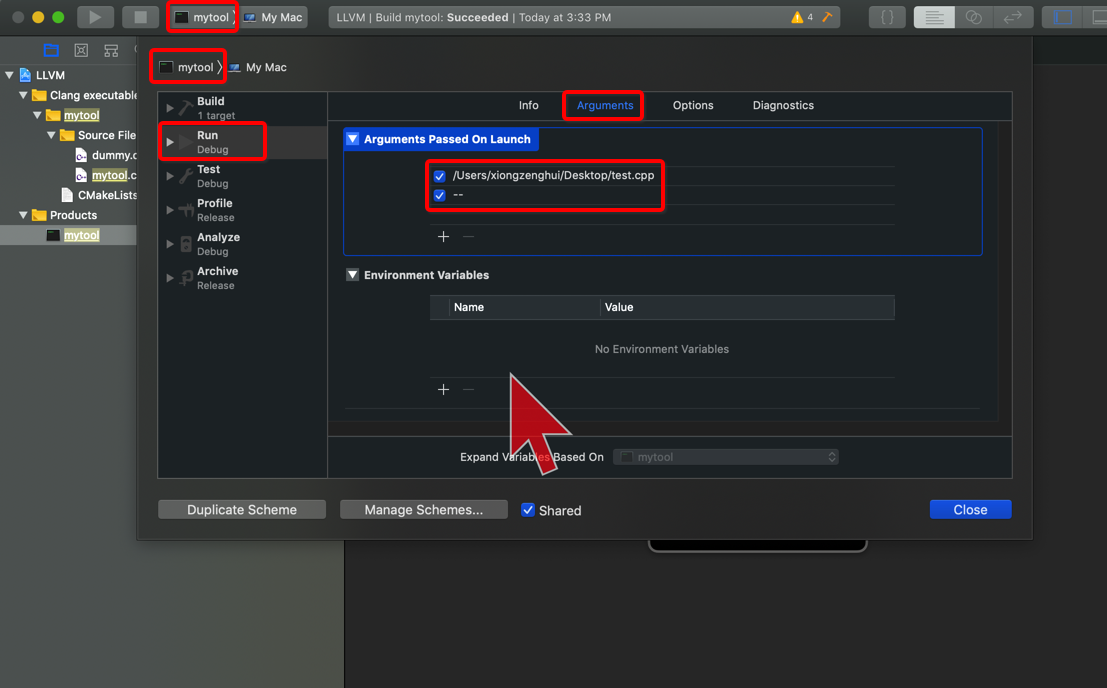 mytool 〉 My Mac
LLVM | Build mytool: Succeeded | Today at 3:33 PM
4
{ }
mytool 〉 My Mac
LLVM
Clang executable
mytool
Source File
dummy.c
mytool.c
CMakeLists
Products
mytool
Build
1 target
Run
Debug
Test
Debug
Profile
Release
Analyze
Debug
Archive
Release
Info
Arguments
Options
Diagnostics
Arguments Passed On Launch
/Users/xiongzenghui/Desktop/test.cpp
--
Environment Variables
Name
Value
No Environment Variables
Expand Variables Based On
mytool
Duplicate Scheme
Manage Schemes...
Shared
Close